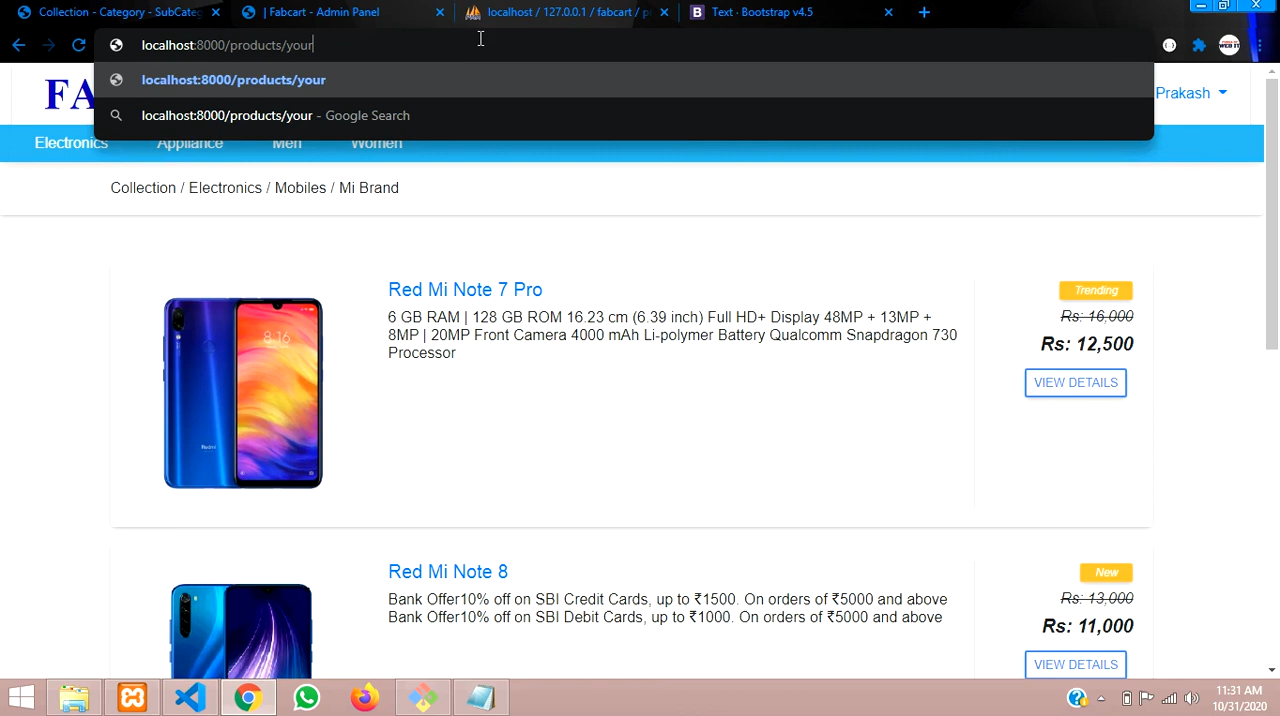 Collection - Category - SubCateg
| Fabcart - Admin Panel
localhost / 127.0.0.1 / fabcart / p
B Text · Bootstrap v4.5
localhost:8000/products/your
localhost:8000/products/your
localhost:8000/products/your - Google Search
FA
Prakash
Electronics Appliance Men Women
Collection / Electronics / Mobiles / Mi Brand
Red Mi Note 7 Pro
6 GB RAM | 128 GB ROM 16.23 cm (6.39 inch) Full HD+ Display 48MP + 13MP +
8MP | 20MP Front Camera 4000 mAh Li-polymer Battery Qualcomm Snapdragon 730
Processor
Trending
Rs: 16,000
Rs: 12,500
VIEW DETAILS
8:16
Redmi
Red Mi Note 8
Bank Offer10% off on SBI Credit Cards, up to ₹1500. On orders of ₹5000 and above
Bank Offer10% off on SBI Debit Cards, up to ₹1000. On orders of ₹5000 and above
New
Rs: 13,000
Rs: 11,000
VIEW DETAILS
11:31 AM
10/31/2020